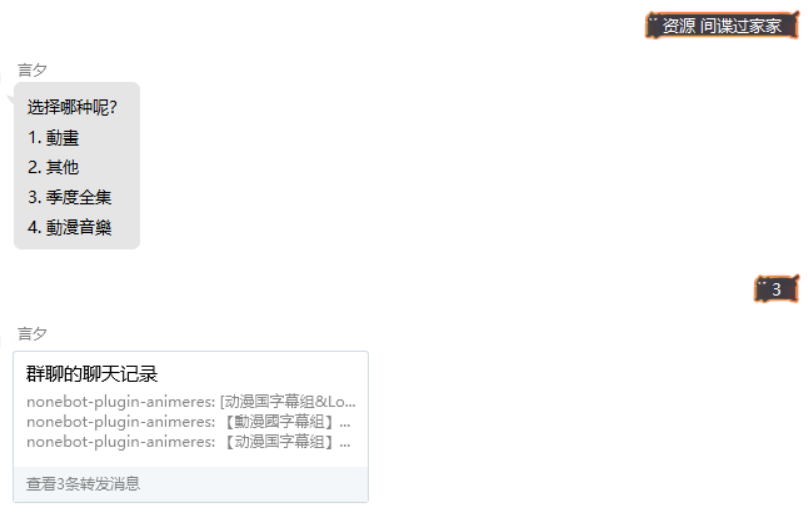 资源 间谍过家家
言夕
选择哪种呢?
1. 動畫
2. 其他
3. 季度全集
4. 動漫音樂
3
言夕
群聊的聊天记录
nonebot-plugin-animeres: [动漫国字幕组&Lo...
nonebot-plugin-animeres: 【動漫國字幕組】...
nonebot-plugin-animeres: 【动漫国字幕组】...
查看3条转发消息